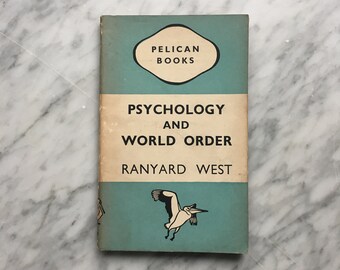 PELICAN
BOOKS
PSYCHOLOGY
AND
WORLD ORDER
RANYARD WEST